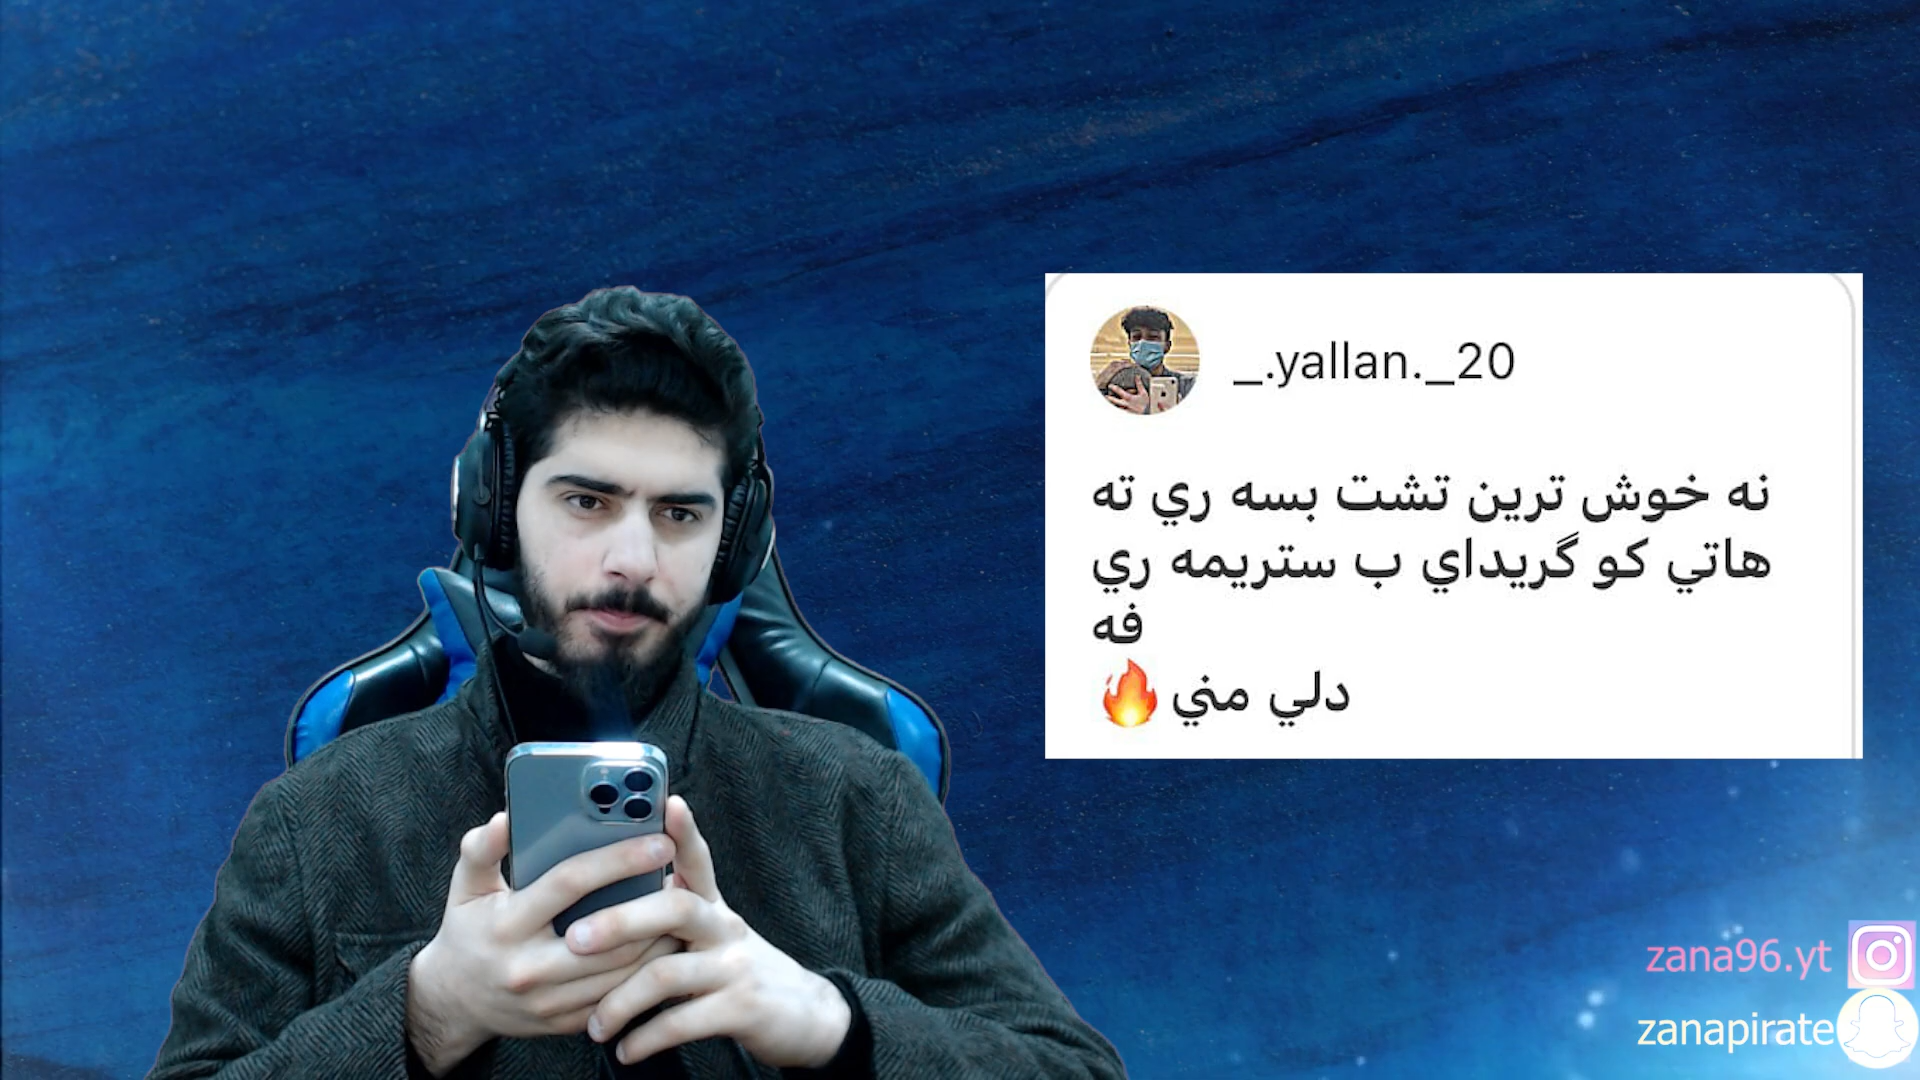 _.yallan._20
نه خوش ترين تشت بسه ري ته
هاتي كو گريداي ب ستريمه ري
فه
دلي مني 🔥
zana96.yt
zanapirate